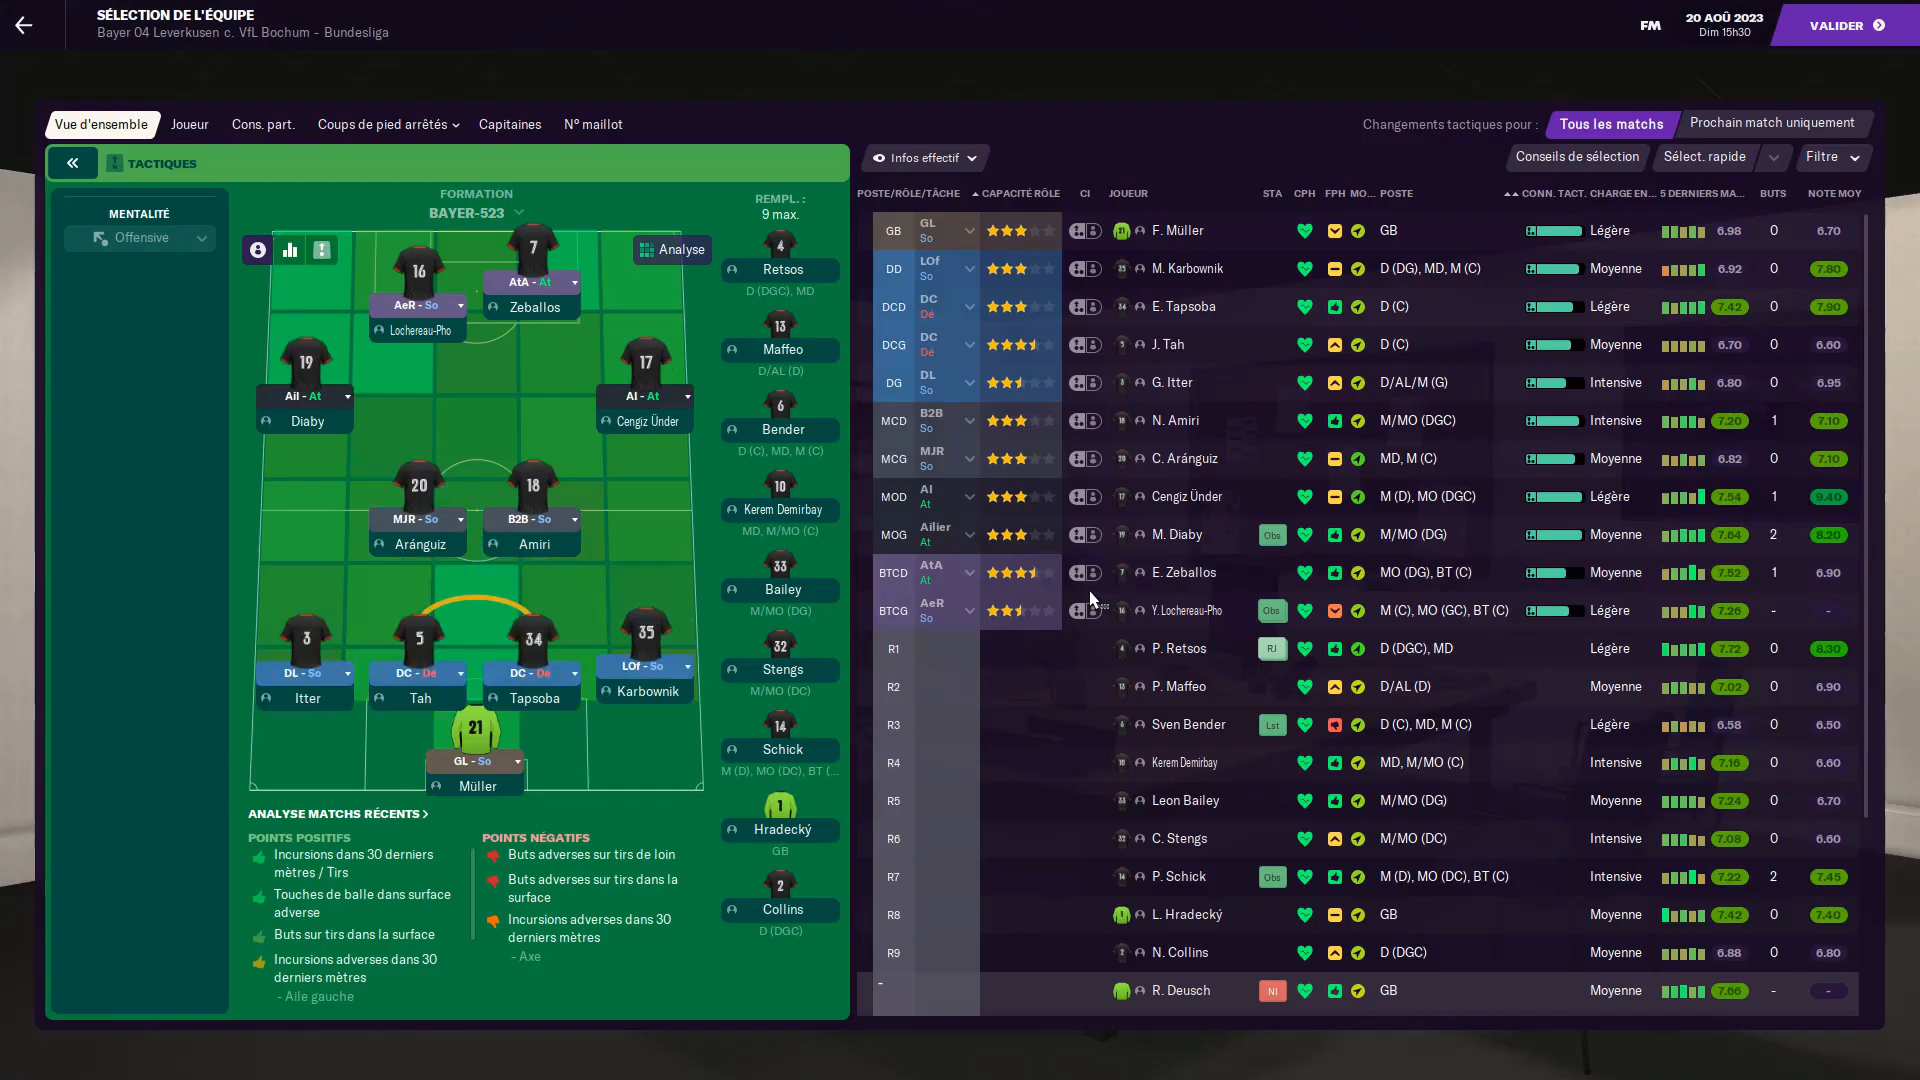 SÉLECTION DE L'ÉQUIPE
Bayer 04 Leverkusen c. VfL Bochum - Bundesliga
FM
20 AOÛ 2023
Dim 15h30
VALIDER
Vue d'ensemble
Joueur
Cons. part.
Coups de pied arrêtés
Capitaines
N° maillot
Changements tactiques pour :
Tous les matchs
Prochain match uniquement
TACTIQUES
MENTALITÉ
Offensive
FORMATION
BAYER-523
Analyse
7
AtA - At
Zeballos
16
AeR - So
Lochereau-Pho
19
Ail - At
Diaby
17
AI - At
Cengiz Ünder
20
MJR - So
Aránguiz
18
B2B - So
Amiri
3
DL - So
Itter
5
DC - Dé
Tah
34
DC - Dé
Tapsoba
35
LOf - So
Karbownik
21
GL - So
Müller
REMPL. :
9 max.
4
Retsos
D (DGC), MD
13
Maffeo
D/AL (D)
6
Bender
D (C), MD, M (C)
10
Kerem Demirbay
MD, M/MO (C)
33
Bailey
M/MO (DG)
32
Stengs
M/MO (DC)
14
Schick
M (D), MO (DC), BT (...
1
Hradecký
GB
2
Collins
D (DGC)
ANALYSE MATCHS RÉCENTS >
POINTS POSITIFS
Incursions dans 30 derniers
mètres / Tirs
Touches de balle dans surface
adverse
Buts sur tirs dans la surface
Incursions adverses dans 30
derniers mètres
- Aile gauche
POINTS NÉGATIFS
Buts adverses sur tirs de loin
Buts adverses sur tirs dans la
surface
Incursions adverses dans 30
derniers mètres
- Axe
Infos effectif
Conseils de sélection
Sélect. rapide
Filtre
POSTE/RÔLE/TÂCHE CAPACITÉ RÔLE CI JOUEUR STA CPH FPH MO... POSTE CONN. TACT. CHARGE EN... 5 DERNIERS MA... BUTS NOTE MOY
GB GL So F. Müller GB Légère 6.98 0 6.70
DD LOf So M. Karbownik D (DG), MD, M (C) Moyenne 6.92 0 7.80
DCD DC Dé E. Tapsoba D (C) Légère 7.42 0 7.90
DCG DC Dé J. Tah D (C) Moyenne 6.70 0 6.60
DG DL So G. Itter D/AL/M (G) Intensive 6.80 0 6.95
MCD B2B So N. Amiri M/MO (DGC) Intensive 7.20 1 7.10
MCG MJR So C. Aránguiz MD, M (C) Moyenne 6.82 0 7.10
MOD AI At Cengiz Ünder M (D), MO (DGC) Légère 7.54 1 9.40
MOG Ailier At M. Diaby Obs M/MO (DG) Moyenne 7.64 2 8.20
BTCD AtA At E. Zeballos MO (DG), BT (C) Moyenne 7.52 1 6.90
BTCG AeR So Y. Lochereau-Pho Obs M (C), MO (GC), BT (C) Légère 7.26 - -
R1 P. Retsos RJ D (DGC), MD Légère 7.72 0 8.30
R2 P. Maffeo D/AL (D) Moyenne 7.02 0 6.90
R3 Sven Bender Lst D (C), MD, M (C) Légère 6.58 0 6.50
R4 Kerem Demirbay MD, M/MO (C) Intensive 7.16 0 6.60
R5 Leon Bailey M/MO (DG) Moyenne 7.24 0 6.70
R6 C. Stengs M/MO (DC) Intensive 7.08 0 6.60
R7 P. Schick Obs M (D), MO (DC), BT (C) Intensive 7.22 2 7.45
R8 L. Hradecký GB Moyenne 7.42 0 7.40
R9 N. Collins D (DGC) Moyenne 6.88 0 6.80
- R. Deusch NI GB Moyenne 7.66 - -